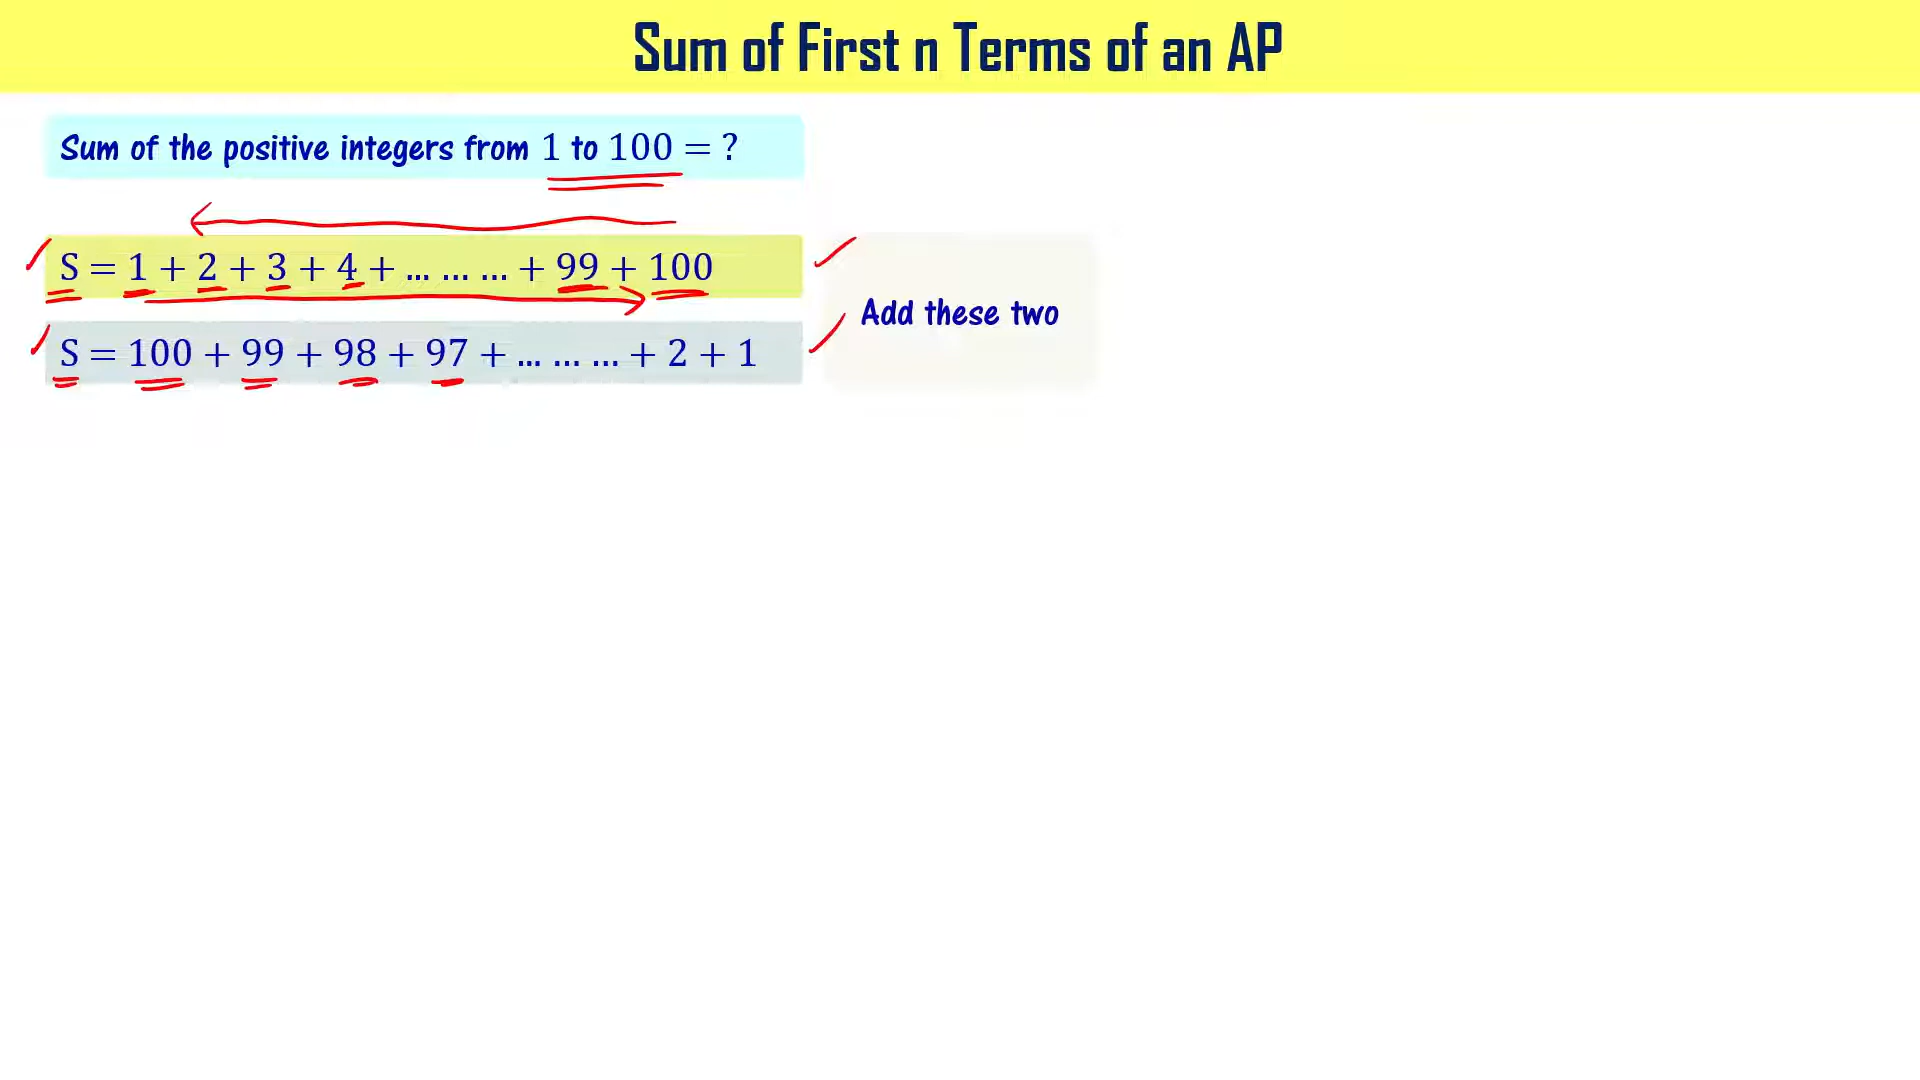 Sum of First n Terms of an AP
Sum of the positive integers from 1 to 100 = ?
S = 1 + 2 + 3 + 4 + ... ... ... + 99 + 100
Add these two
S = 100 + 99 + 98 + 97 + ... ... ... + 2 + 1